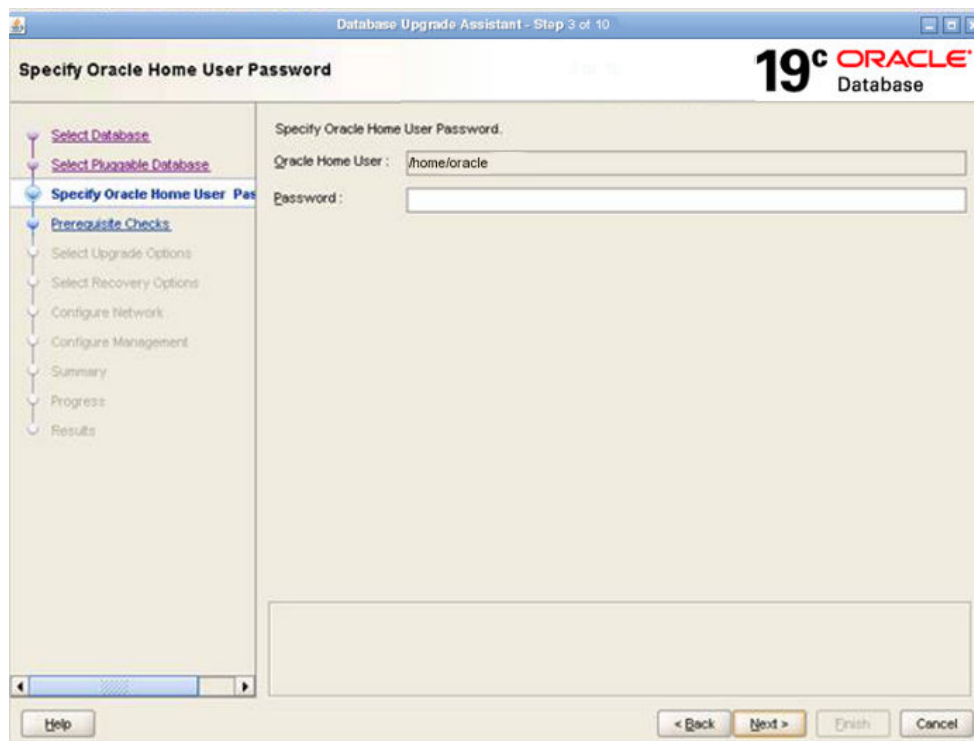 Database Upgrade Assistant - Step 3 of 10
Specify Oracle Home User Password
19c ORACLE
Database
Select Database
Select Pluggable Database
Specify Oracle Home User Pas
Prerequisite Checks
Select Upgrade Options
Select Recovery Options
Configure Network
Configure Management
Summary
Progress
Results
Specify Oracle Home User Password.
Oracle Home User : /home/oracle
Password :
Help
< Back Next > Finish Cancel